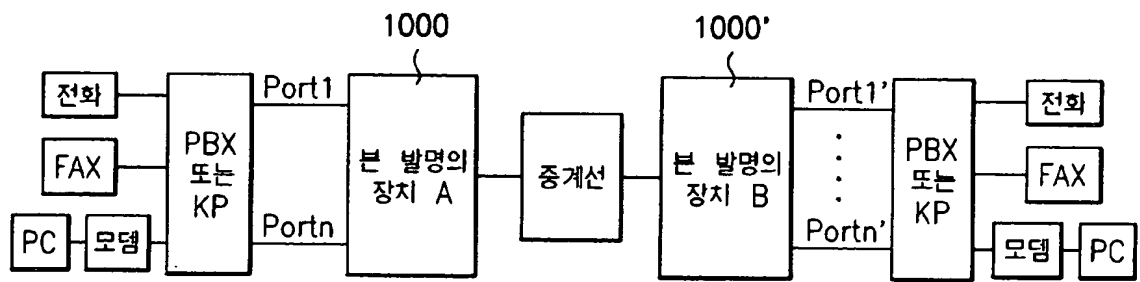 1000
1000'
전화
FAX
PC
모뎀
PBX
또는
KP
Port1
Portn
본 발명의
장치 A
중계선
본 발명의
장치 B
Port1'
Portn'
PBX
또는
KP
전화
FAX
모뎀
PC